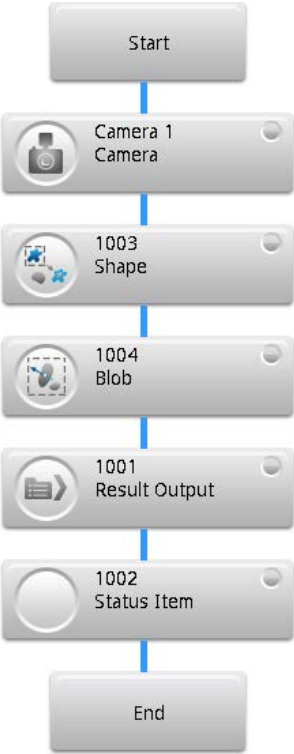 Start
Camera 1
Camera
1003
Shape
1004
Blob
1001
Result Output
1002
Status Item
End